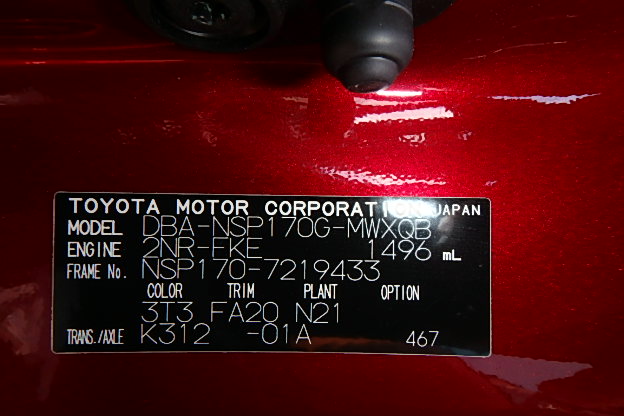 TOYOTA MOTOR CORPORATION JAPAN
MODEL DBA-NSP170G-MWXQB
ENGINE 2NR-FKE 1496 mL
FRAME No. NSP170-7219433
COLOR TRIM PLANT OPTION
3T3 FA20 N21
TRANS./AXLE K312 -01A 467